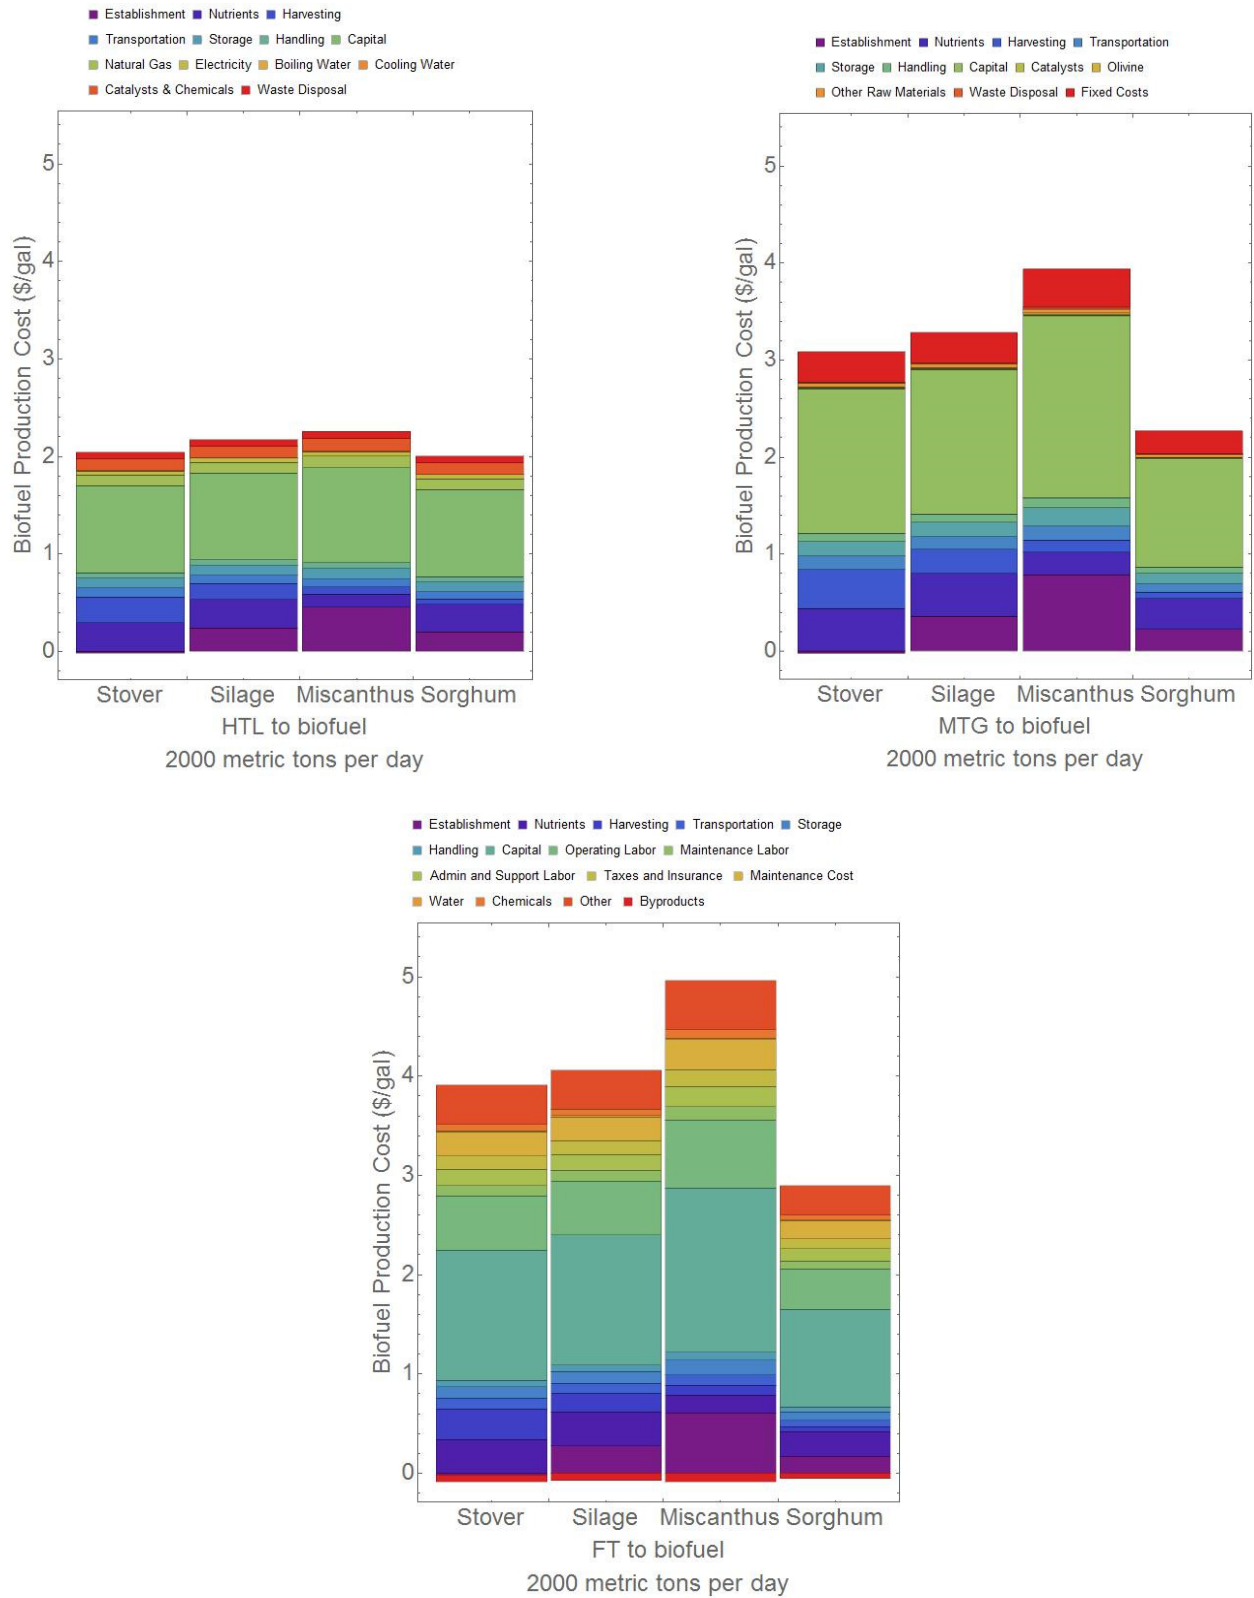 Establishment Nutrients Harvesting
Transportation Storage Handling Capital
Natural Gas Electricity Boiling Water Cooling Water
Catalysts & Chemicals Waste Disposal
5
4
3
2
1
0
Biofuel Production Cost ($/gal)
Stover Silage Miscanthus Sorghum
HTL to biofuel
2000 metric tons per day
Establishment Nutrients Harvesting Transportation
Storage Handling Capital Catalysts Olivine
Other Raw Materials Waste Disposal Fixed Costs
5
4
3
2
1
0
Biofuel Production Cost ($/gal)
Stover Silage Miscanthus Sorghum
MTG to biofuel
2000 metric tons per day
Establishment Nutrients Harvesting Transportation Storage
Handling Capital Operating Labor Maintenance Labor
Admin and Support Labor Taxes and Insurance Maintenance Cost
Water Chemicals Other Byproducts
5
4
3
2
1
0
Biofuel Production Cost ($/gal)
Stover Silage Miscanthus Sorghum
FT to biofuel
2000 metric tons per day